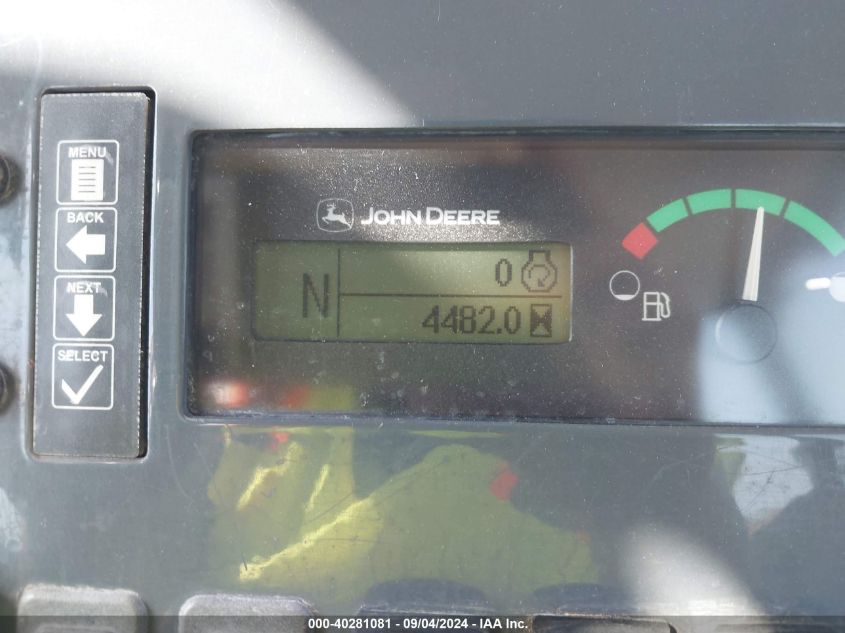 MENU
BACK
NEXT
SELECT
JOHN DEERE
N
0
4482.0
000-40281081 - 09/04/2024 - IAA Inc.